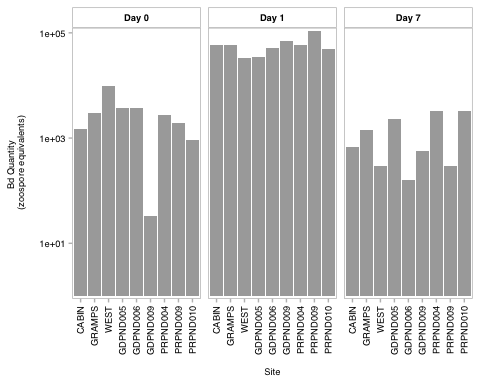 Day 0
Day 1
Day 7
1e+05
1e+03
1e+01
Bd Quantity
(zoospore equivalents)
CABIN
GRAMPS
WEST
GDPND005
GDPND006
GDPND009
PRPND004
PRPND009
PRPND010
CABIN
GRAMPS
WEST
GDPND005
GDPND006
GDPND009
PRPND004
PRPND009
PRPND010
CABIN
GRAMPS
WEST
GDPND005
GDPND006
GDPND009
PRPND004
PRPND009
PRPND010
Site